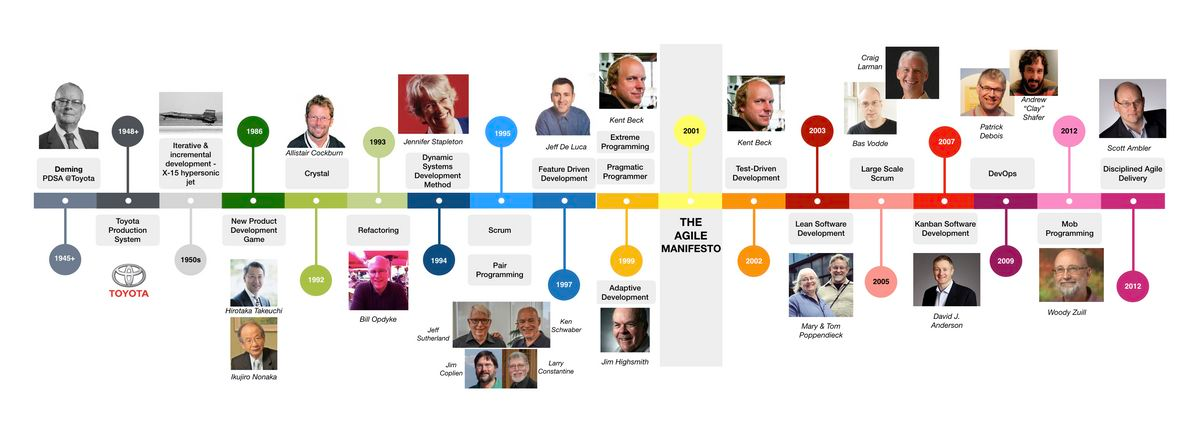 Deming
PDSA @Toyota
1945+
1948+
Toyota
Production
System
TOYOTA
Iterative &
incremental
development -
X-15 hypersonic
jet
1950s
1986
New Product
Development
Game
Hirotaka Takeuchi
Ikujiro Nonaka
Allistair Cockburn
Crystal
1992
1993
Refactoring
Bill Opdyke
Jennifer Stapleton
Dynamic
Systems
Development
Method
1994
1995
Scrum
Pair
Programming
Jeff
Sutherland
Ken
Schwaber
Jim
Coplien
Larry
Constantine
Jeff De Luca
Feature Driven
Development
1997
Kent Beck
Extreme
Programming
Pragmatic
Programmer
1999
Adaptive
Development
Jim Highsmith
2001
THE
AGILE
MANIFESTO
Kent Beck
Test-Driven
Development
2002
2003
Lean Software
Development
Mary & Tom
Poppendieck
Craig
Larman
Bas Vodde
Large Scale
Scrum
2005
2007
Kanban Software
Development
David J.
Anderson
Patrick
Debois
Andrew
"Clay"
Shafer
DevOps
2009
2012
Mob
Programming
Woody Zuill
Scott Ambler
Disciplined Agile
Delivery
2012